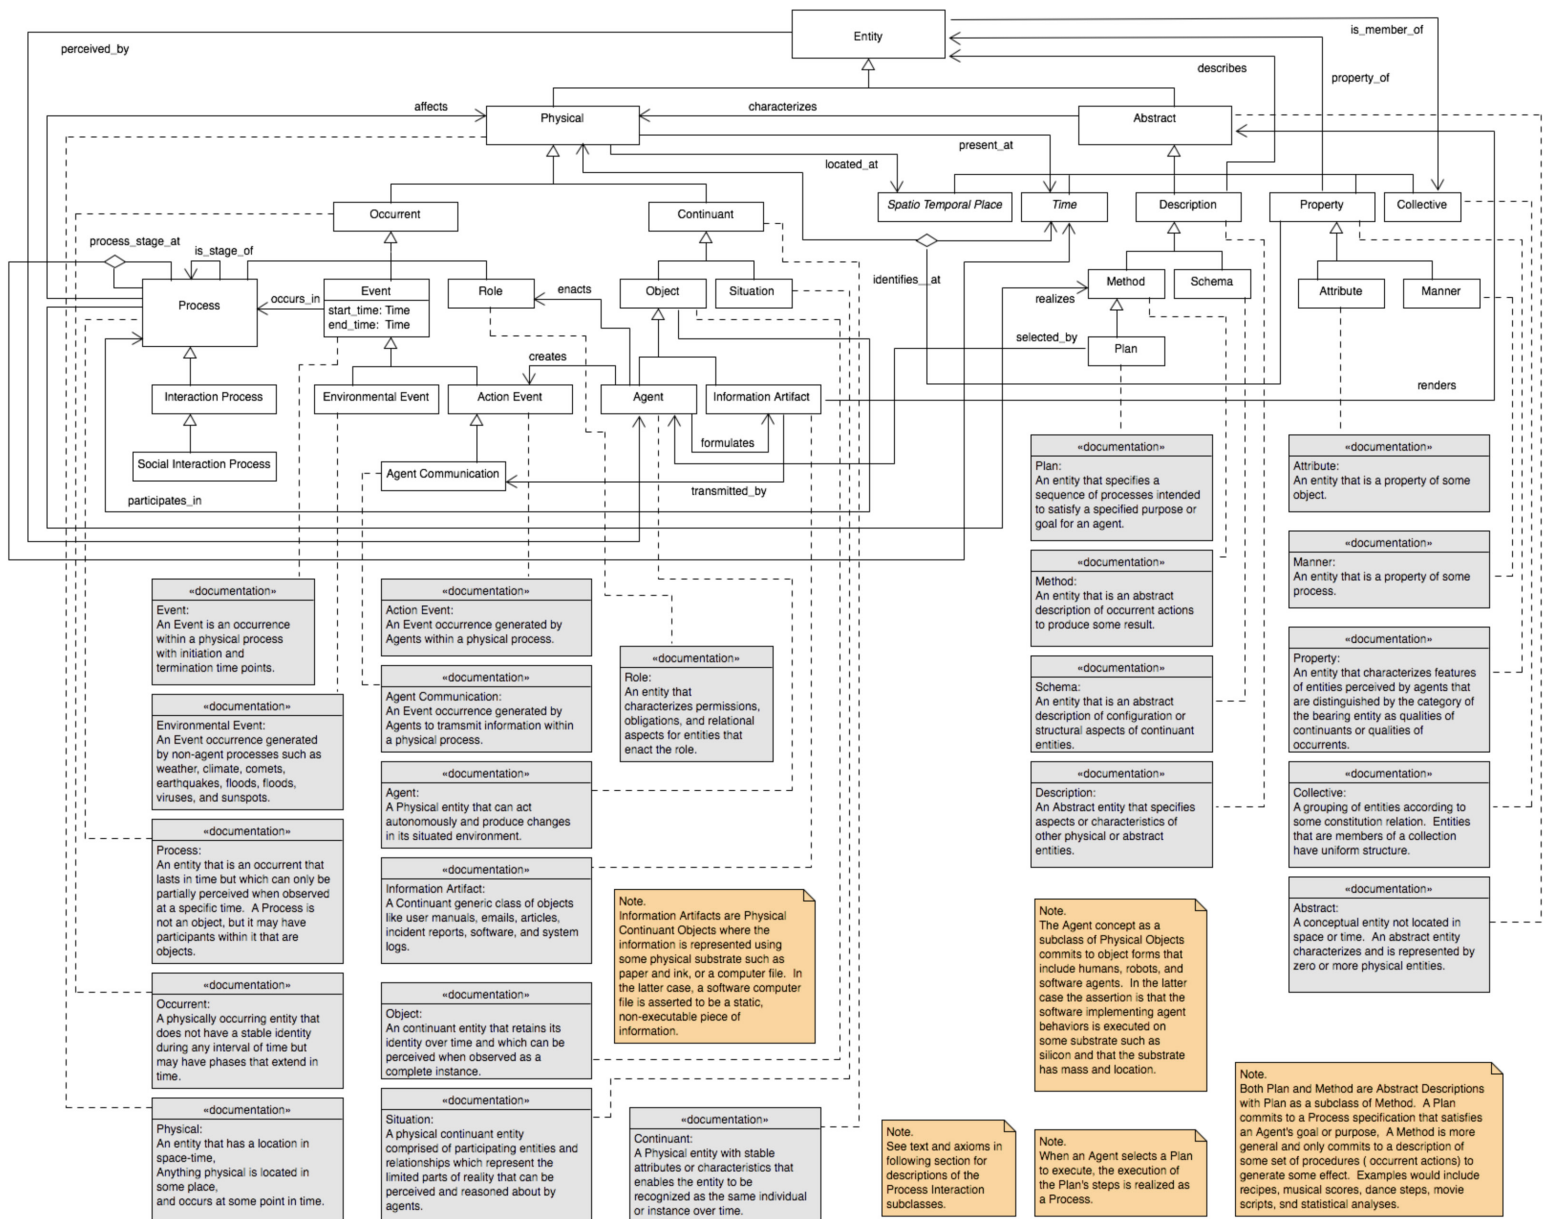 Entity
perceived_by
is_member_of
describes
property_of
affects
characterizes
Physical
Abstract
present_at
located_at
Occurrent
Continuant
Spatio Temporal Place
Time
Description
Property
Collective
process_stage_at
is_stage_of
identifies__at
Process
occurs_in
Event
start_time: Time
end_time: Time
Role
enacts
Object
Situation
realizes
Method
Schema
Attribute
Manner
selected_by
Plan
creates
renders
Interaction Process
Environmental Event
Action Event
Agent
Information Artifact
formulates
Social Interaction Process
Agent Communication
transmitted_by
participates_in
«documentation»
Plan:
An entity that specifies a
sequence of processes intended
to satisfy a specified purpose or
goal for an agent.
«documentation»
Attribute:
An entity that is a property of some
object.
«documentation»
Method:
An entity that is an abstract
description of occurrent actions
to produce some result.
«documentation»
Manner:
An entity that is a property of some
process.
«documentation»
Event:
An Event is an occurrence
within a physical process
with initiation and
termination time points.
«documentation»
Action Event:
An Event occurrence generated by
Agents within a physical process.
«documentation»
Role:
An entity that
characterizes permissions,
obligations, and relational
aspects for entities that
enact the role.
«documentation»
Schema:
An entity that is an abstract
description of configuration or
structural aspects of continuant
entities.
«documentation»
Property:
An entity that characterizes features
of entities perceived by agents that
are distinguished by the category of
the bearing entity as qualities of
continuants or qualities of
occurrents.
«documentation»
Environmental Event:
An Event occurrence generated
by non-agent processes such as
weather, climate, comets,
earthquakes, floods, floods,
viruses, and sunspots.
«documentation»
Agent Communication:
An Event occurrence generated by
Agents to tramsmit information within
a physical process.
«documentation»
Agent:
A Physical entity that can act
autonomously and produce changes
in its situated environment.
«documentation»
Description:
An Abstract entity that specifies
aspects or characteristics of
other physical or abstract
entities.
«documentation»
Collective:
A grouping of entities according to
some constitution relation. Entities
that are members of a collection
have uniform structure.
«documentation»
Process:
An entity that is an occurrent that
lasts in time but which can only be
partially perceived when observed
at a specific time. A Process is
not an object, but it may have
participants within it that are
objects.
«documentation»
Information Artifact:
A Continuant generic class of objects
like user manuals, emails, articles,
incident reports, software, and system
logs.
Note.
Information Artifacts are Physical
Continuant Objects where the
information is represented using
some physical substrate such as
paper and ink, or a computer file. In
the latter case, a software computer
file is asserted to be a static,
non-executable piece of
information.
Note.
The Agent concept as a
subclass of Physical Objects
commits to object forms that
include humans, robots, and
software agents. In the latter
case the assertion is that the
software implementing agent
behaviors is executed on
some substrate such as
silicon and that the substrate
has mass and location.
«documentation»
Abstract:
A conceptual entity not located in
space or time. An abstract entity
characterizes and is represented by
zero or more physical entities.
«documentation»
Occurrent:
A physically occurring entity that
does not have a stable identity
during any interval of time but
may have phases that extend in
time.
«documentation»
Object:
An continuant entity that retains its
identity over time and which can be
perceived when observed as a
complete instance.
«documentation»
Physical:
An entity that has a location in
space-time,
Anything physical is located in
some place,
and occurs at some point in time.
«documentation»
Situation:
A physical continuant entity
comprised of participating entities and
relationships which represent the
limited parts of reality that can be
perceived and reasoned about by
agents.
«documentation»
Continuant:
A Physical entity with stable
attributes or characteristics that
enables the entity to be
recognized as the same individual
or instance over time.
Note.
See text and axioms in
following section for
descriptions of the
Process Interaction
subclasses.
Note.
When an Agent selects a Plan
to execute, the execution of
the Plan's steps is realized as
a Process.
Note.
Both Plan and Method are Abstract Descriptions
with Plan as a subclass of Method. A Plan
commits to a Process specification that satisfies
an Agent's goal or purpose, A Method is more
general and only commits to a description of
some set of procedures ( occurrent actions) to
generate some effect. Examples would include
recipes, musical scores, dance steps, movie
scripts, snd statistical analyses.